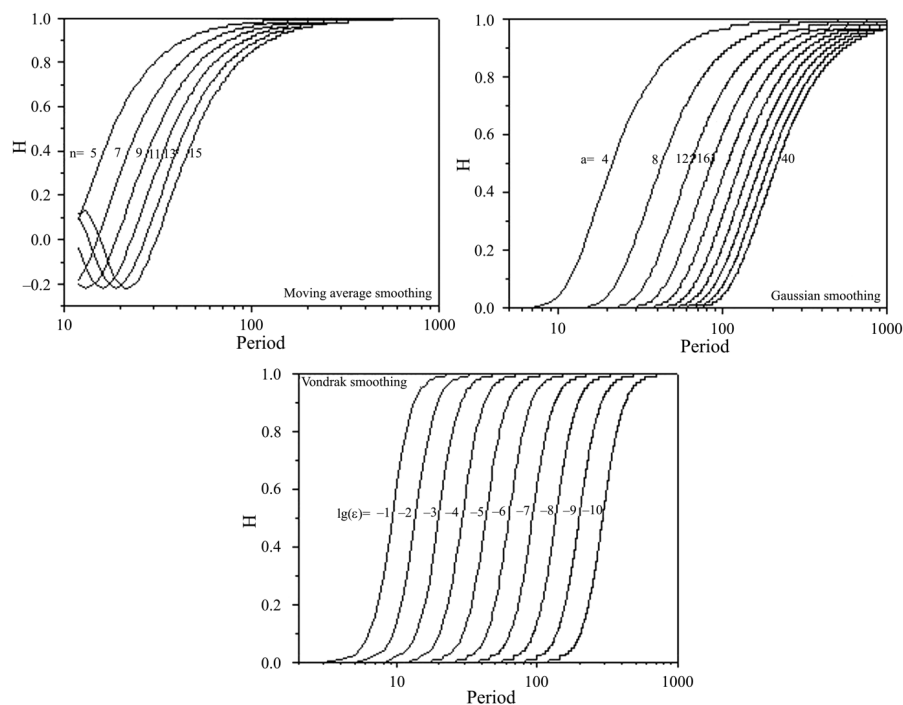 H
1.0
0.8
0.6
0.4
0.2
0.0
−0.2
n= 5 7 9 11 13 15
Moving average smoothing
10 100 1000
Period
H
1.0
0.8
0.6
0.4
0.2
0.0
a= 4 8 12 16 40
Gaussian smoothing
10 100 1000
Period
H
1.0
0.8
0.6
0.4
0.2
0.0
Vondrak smoothing
lg(ε)= −1 −2 −3 −4 −5 −6 −7 −8 −9 −10
10 100 1000
Period